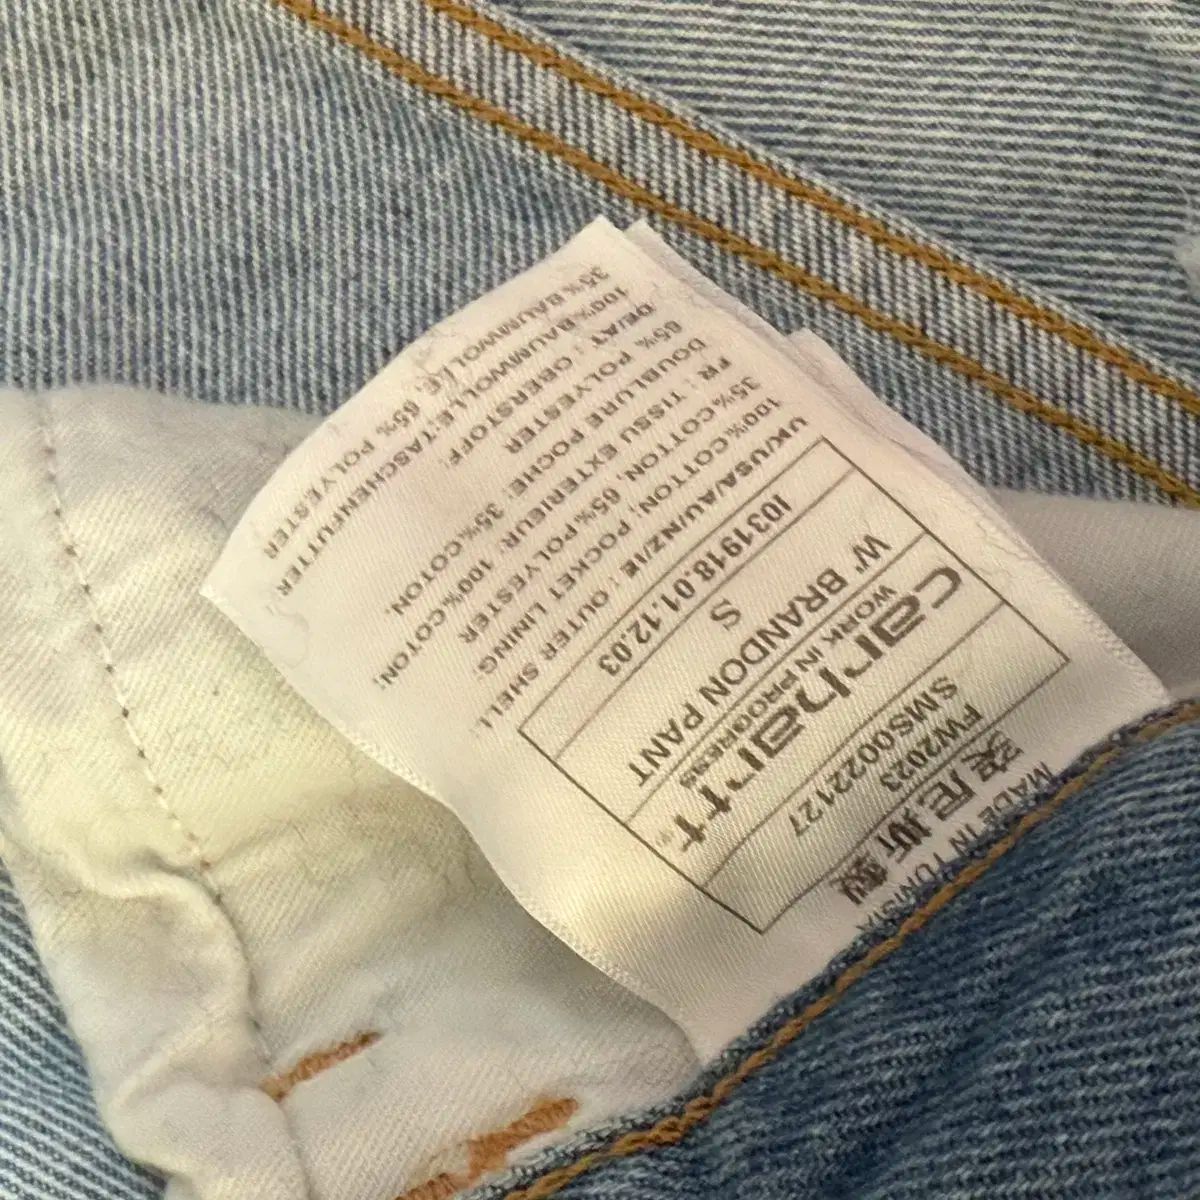 MADE IN TUNISIA
突尼斯製
FW2023
SMS0022127
carhartt®
WORK IN PROGRESS
W' BRANDON PANT
S
I031918.01.12.03
UK/USA/AU/NZ/IE : OUTER SHELL:
100%COTTON, POCKET LINING:
35%COTTON, 65%POLYESTER
FR : TISSU EXTERIEUR: 100%COTON;
DOUBLURE POCHE: 35%COTON,
65% POLYESTER
DE/AT : OBERSTOFF:
100%BAUMWOLLE;TASCHENFUTTER
35%BAUMWOLLE, 65% POLYESTER